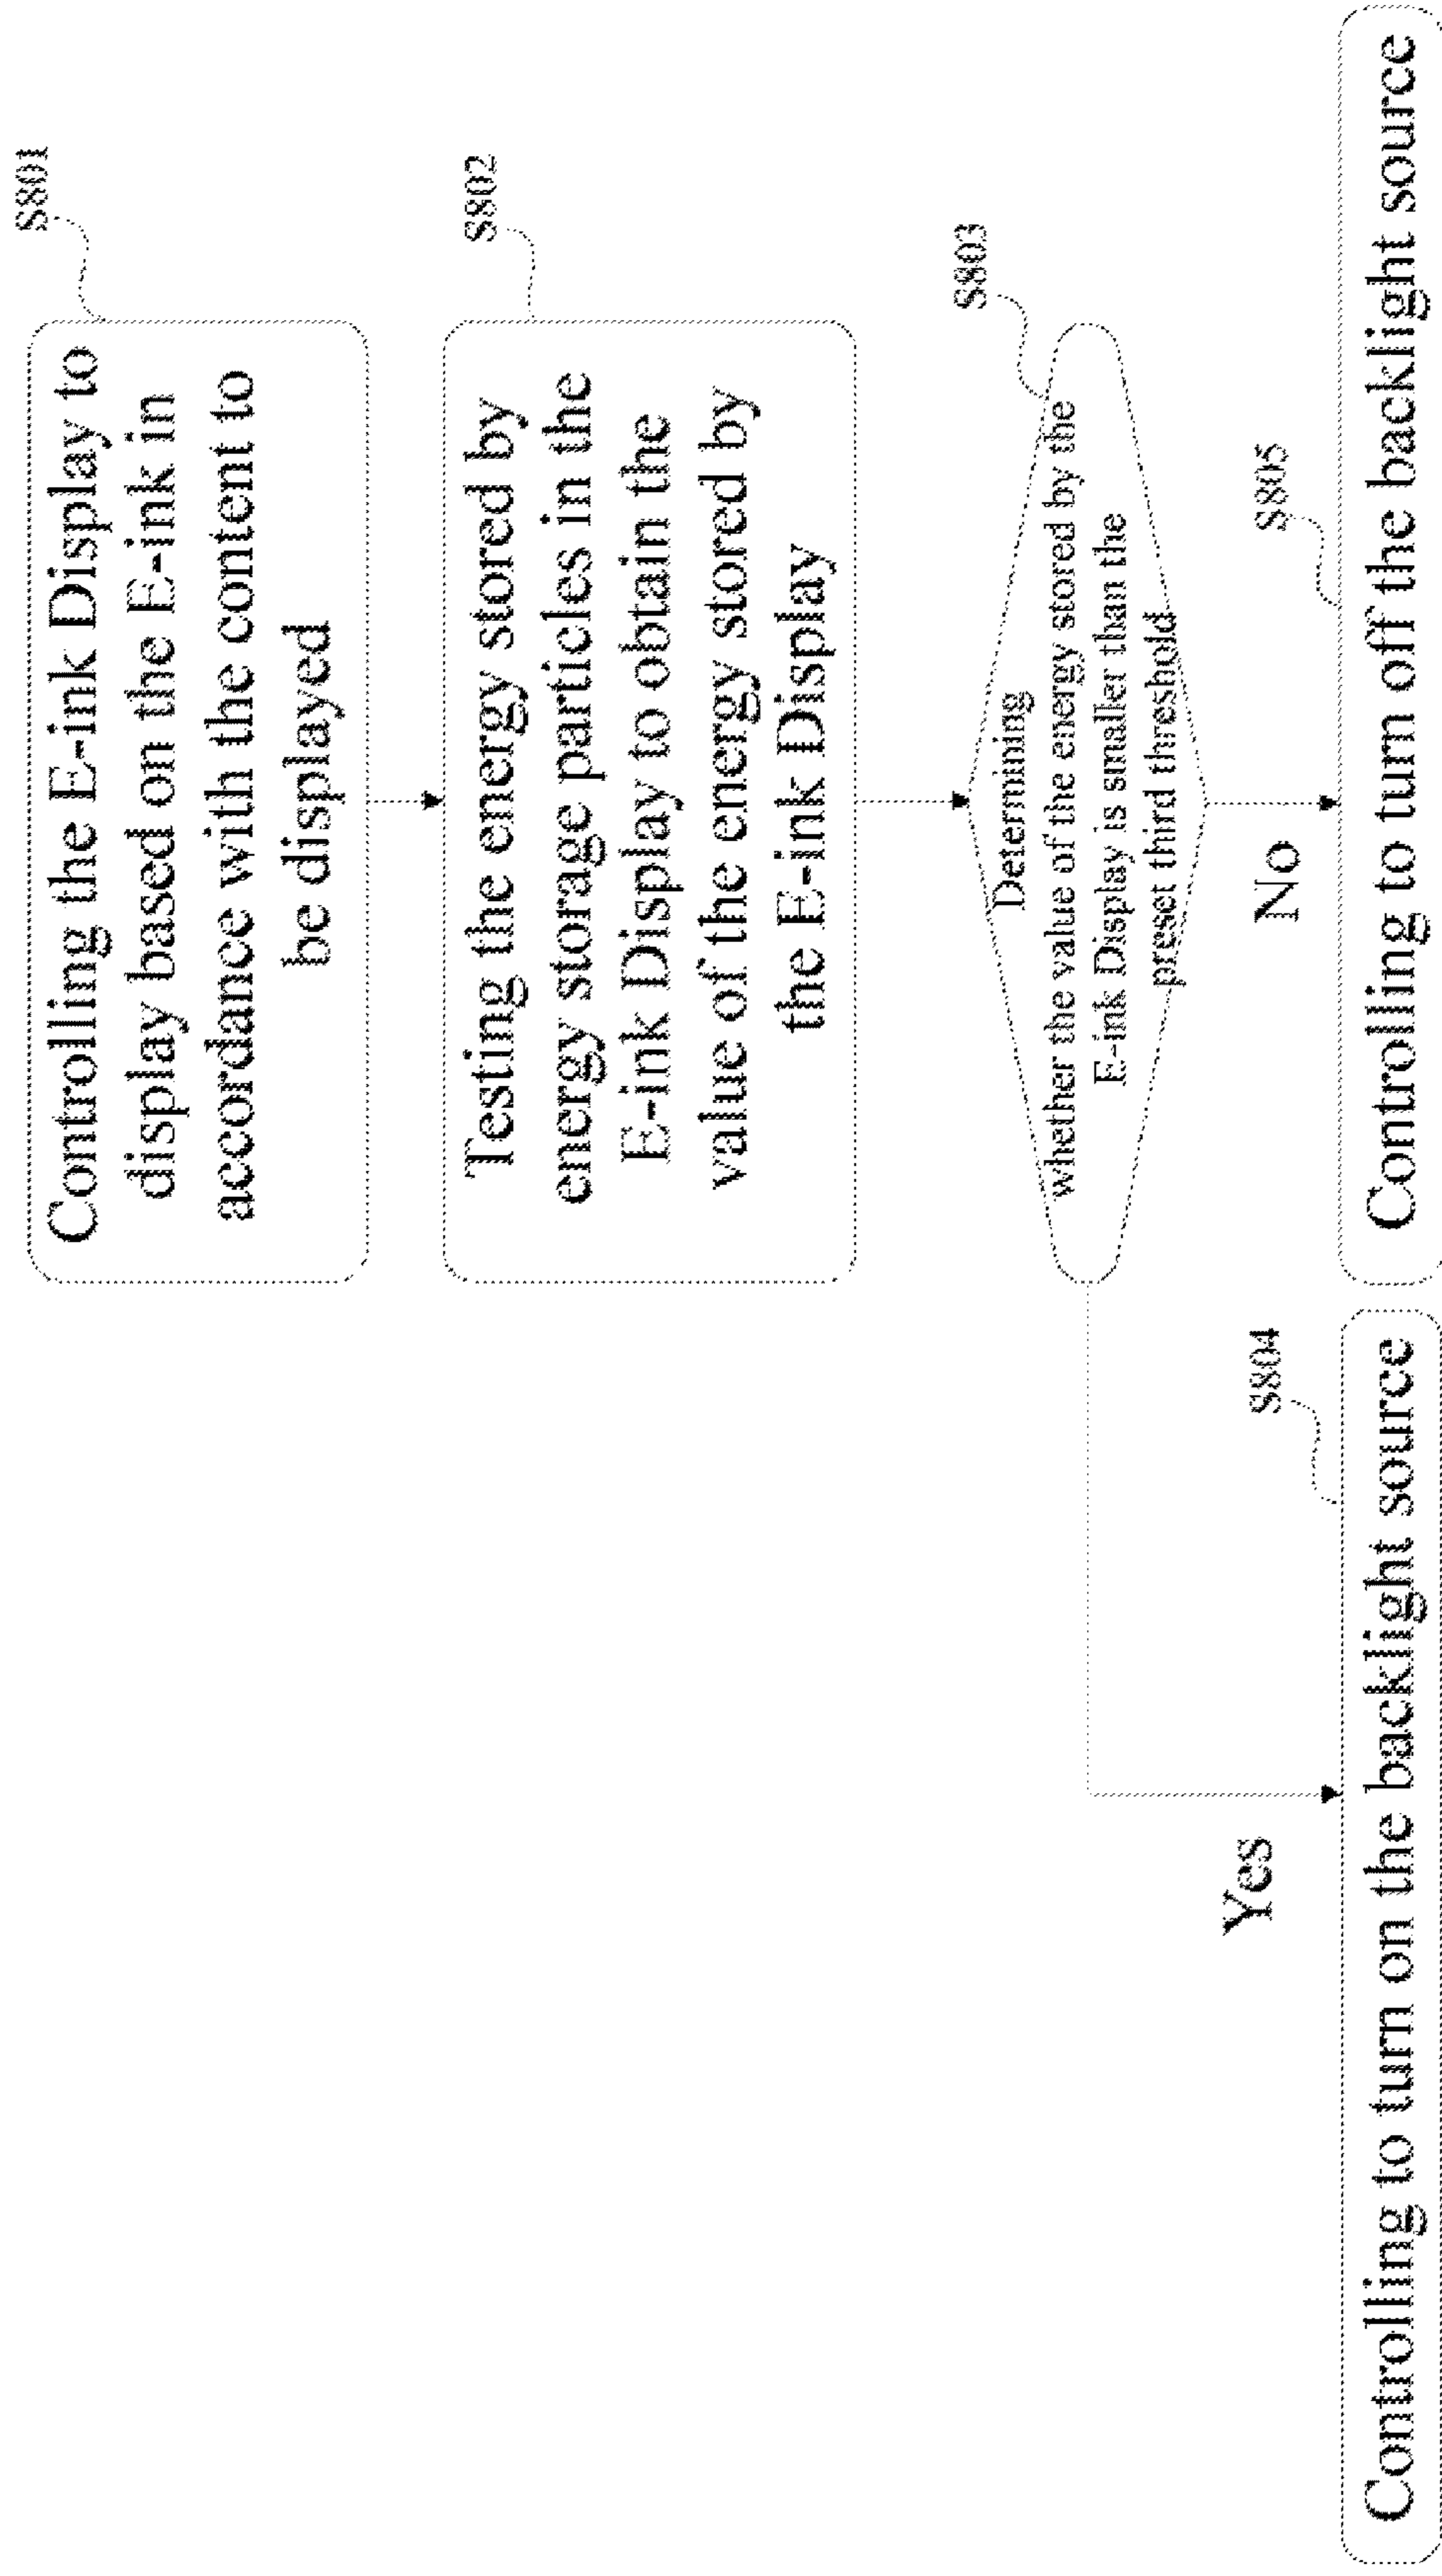 S801
Controlling the E-ink Display to
display based on the E-ink in
accordance with the content to
be displayed
S802
Testing the energy stored by
energy storage particles in the
E-ink Display to obtain the
value of the energy stored by
the E-ink Display
S803
Determining
whether the value of the energy stored by the
E-ink Display is smaller than the
preset third threshold
Yes
No
S804
Controlling to turn on the backlight source
S805
Controlling to turn off the backlight source